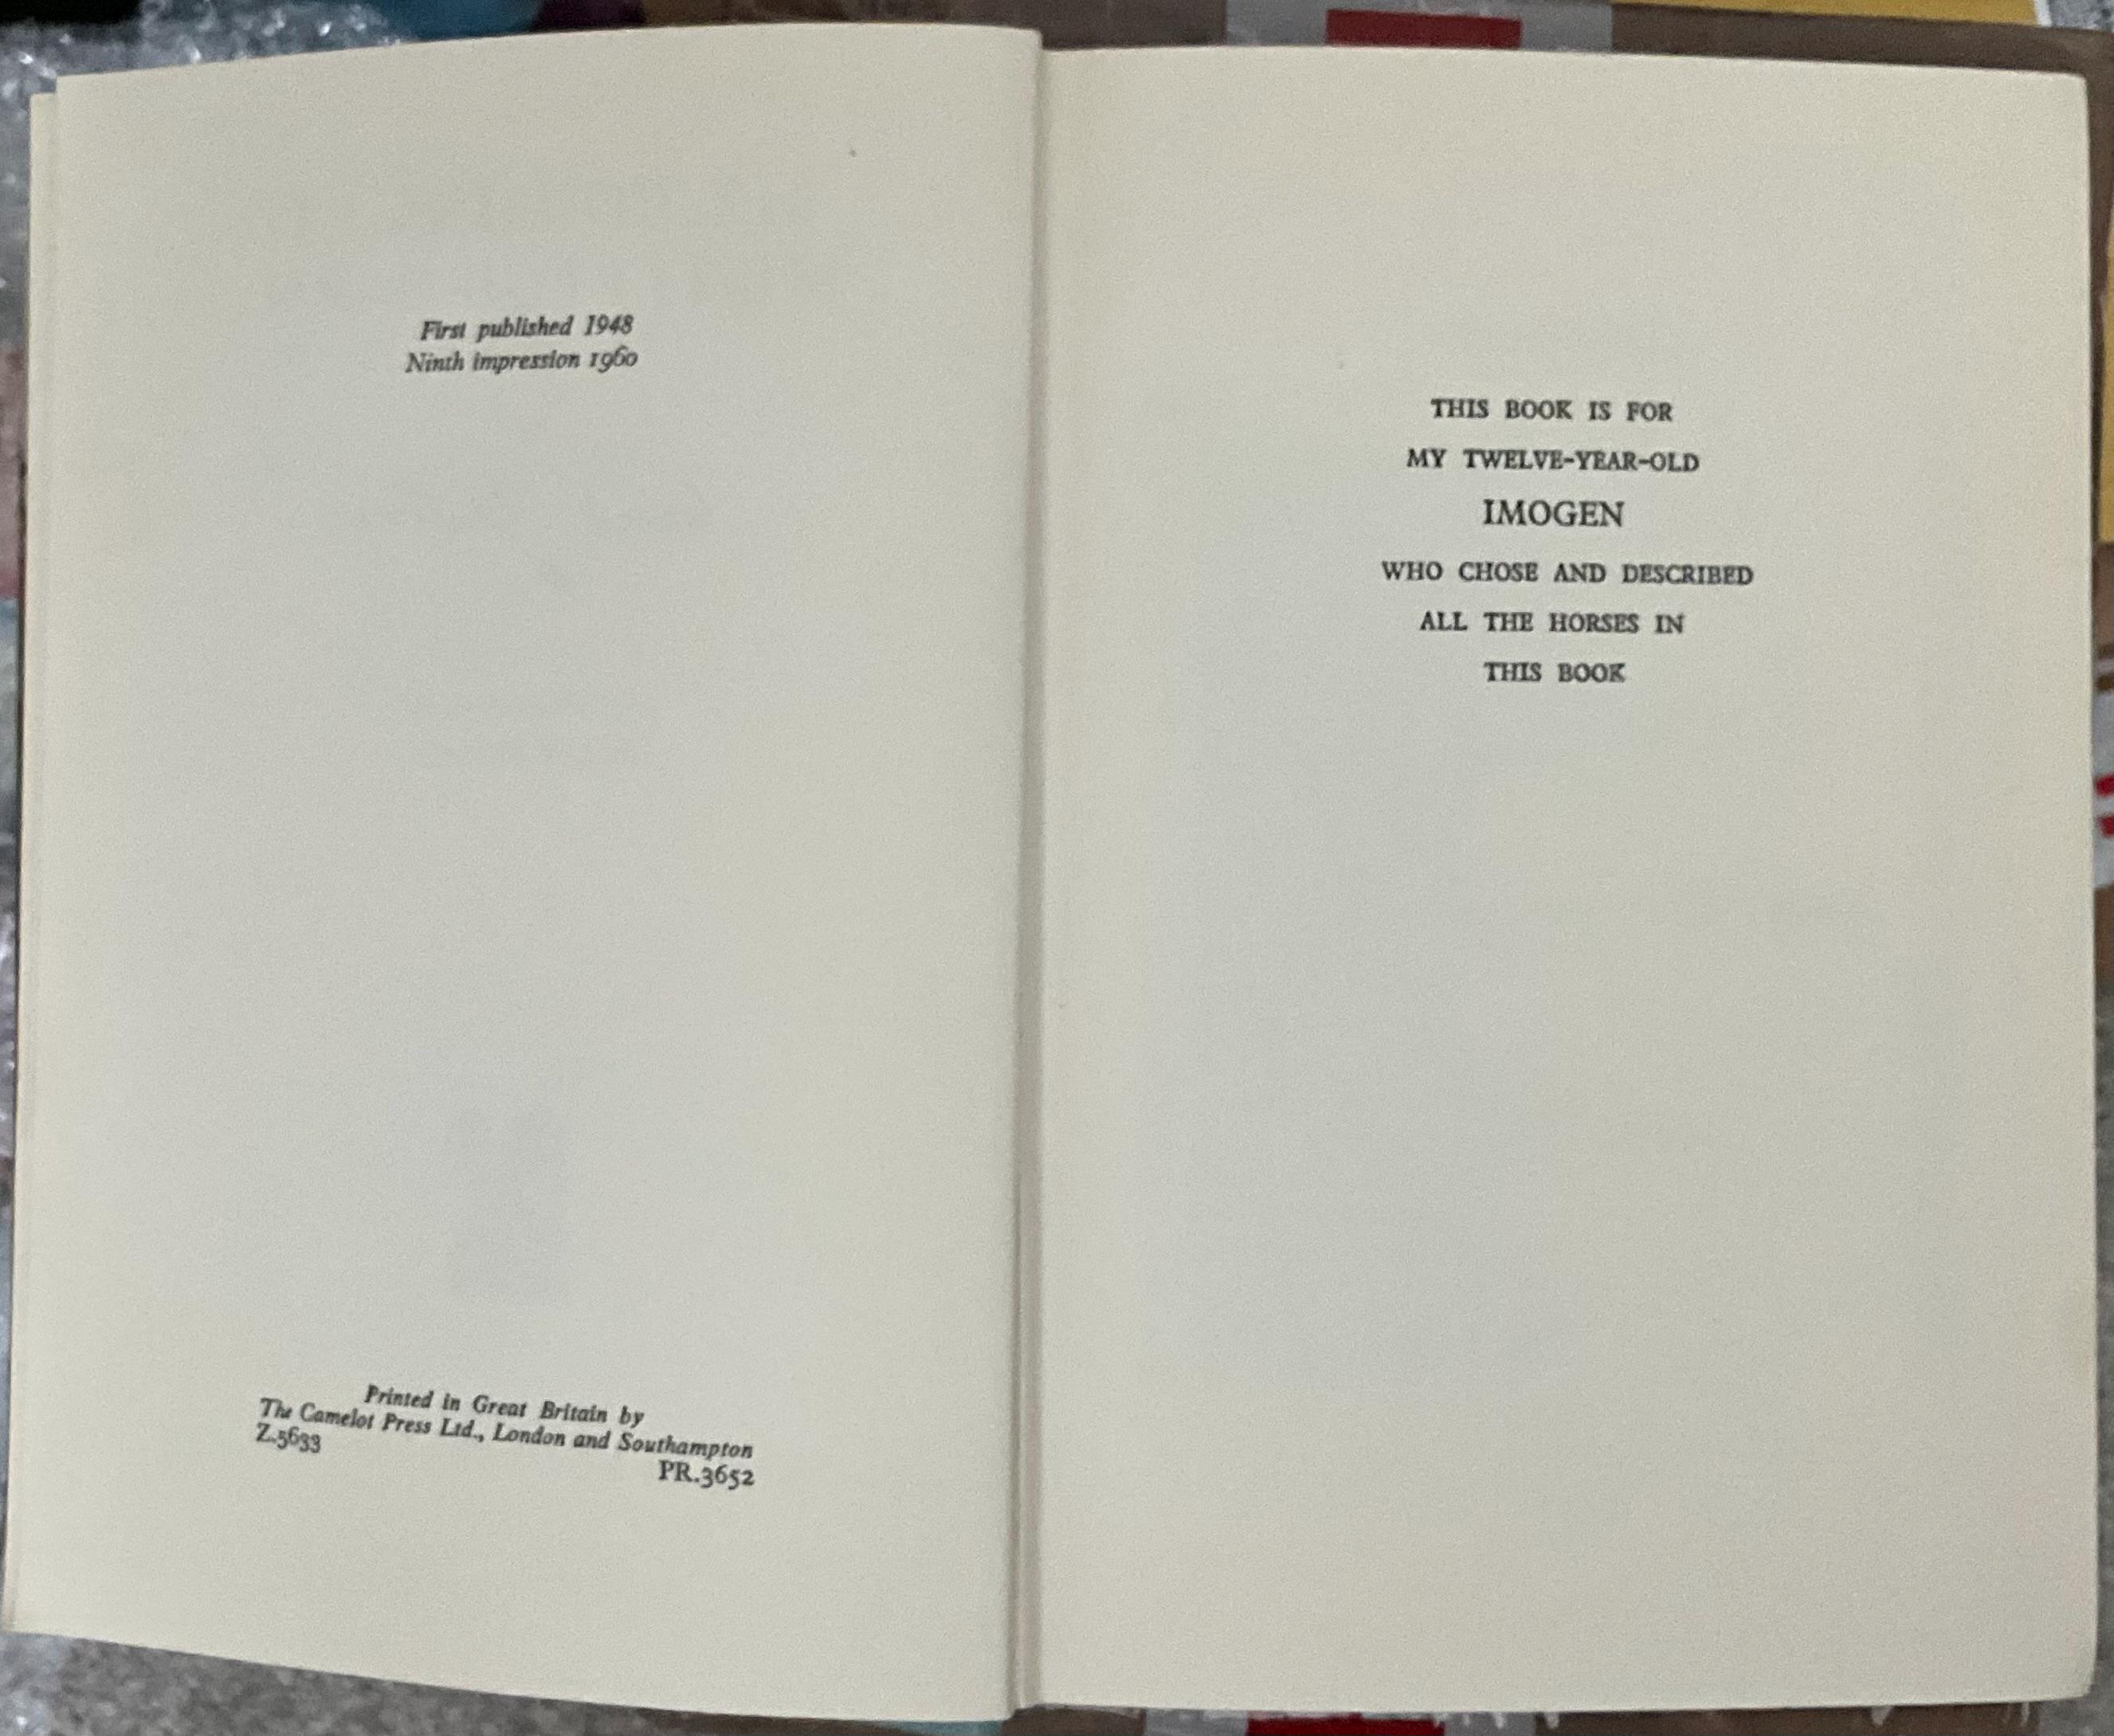 First published 1948
Ninth impression 1960
Printed in Great Britain by
The Camelot Press Ltd., London and Southampton
Z.5633
PR.3652
THIS BOOK IS FOR
MY TWELVE-YEAR-OLD
IMOGEN
WHO CHOSE AND DESCRIBED
ALL THE HORSES IN
THIS BOOK